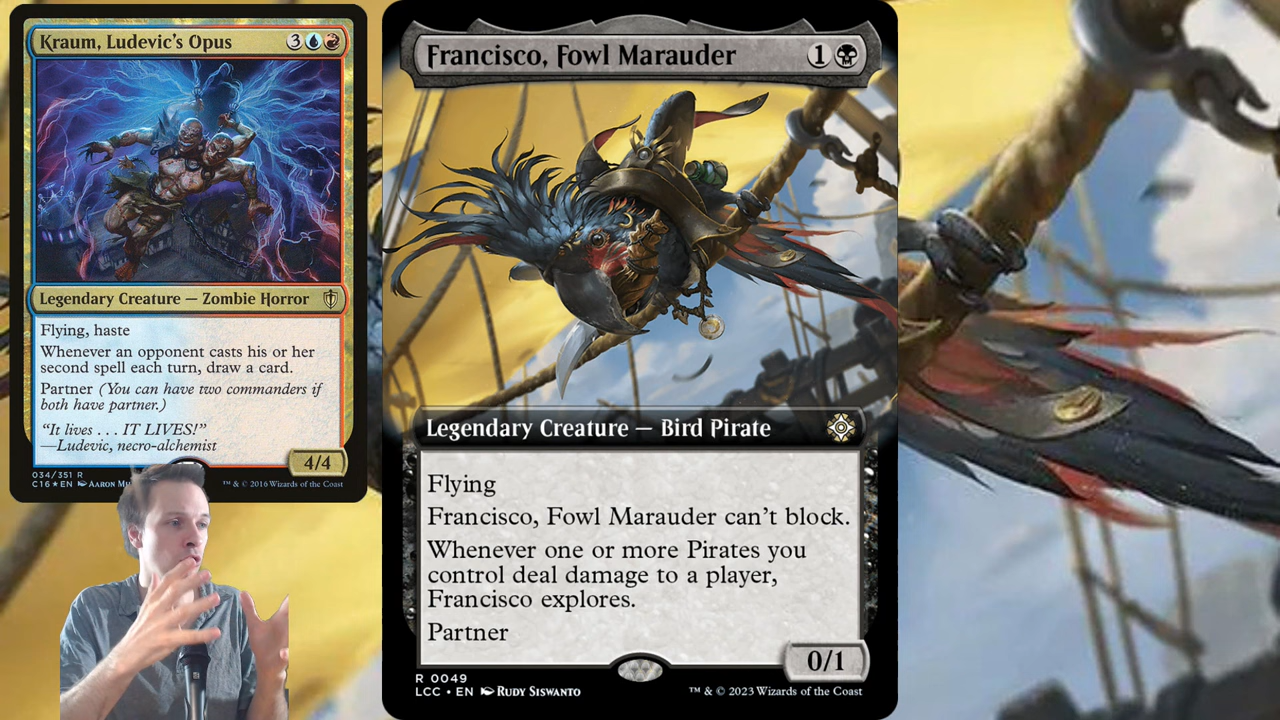 Kraum, Ludevic's Opus 3
Legendary Creature — Zombie Horror
Flying, haste
Whenever an opponent casts his or her
second spell each turn, draw a card.
Partner (You can have two commanders if
both have partner.)
“It lives . . . IT LIVES!”
—Ludevic, necro-alchemist
4/4
034/351 R
C16 ★ EN Aaron
™ & © 2016 Wizards of the Coast
Francisco, Fowl Marauder 1
Legendary Creature — Bird Pirate
Flying
Francisco, Fowl Marauder can't block.
Whenever one or more Pirates you
control deal damage to a player,
Francisco explores.
Partner
0/1
R 0049
LCC • EN Rudy Siswanto
™ & © 2023 Wizards of the Coast